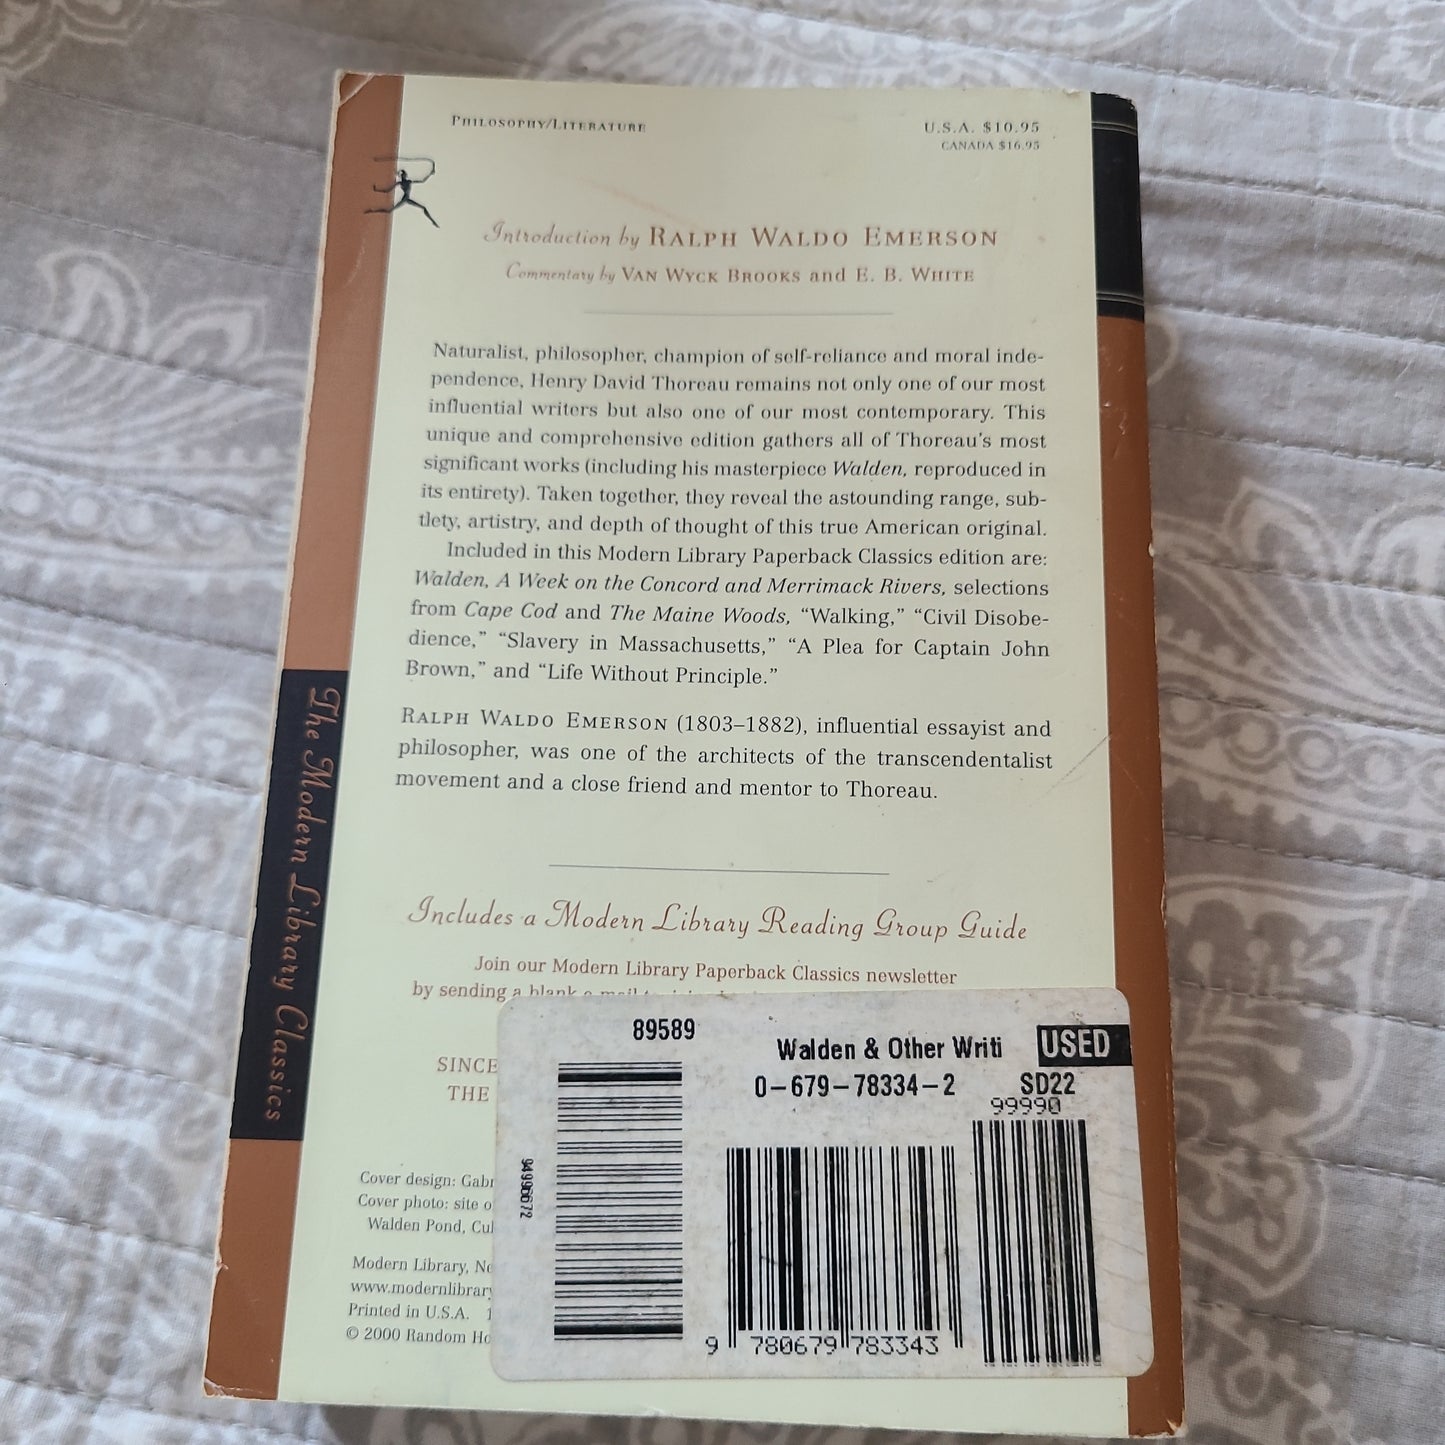 PHILOSOPHY/LITERATURE
U.S.A. $10.95
CANADA $16.95
Introduction by RALPH WALDO EMERSON
Commentary by VAN WYCK BROOKS and E. B. WHITE
Naturalist, philosopher, champion of self-reliance and moral inde-
pendence, Henry David Thoreau remains not only one of our most
influential writers but also one of our most contemporary. This
unique and comprehensive edition gathers all of Thoreau's most
significant works (including his masterpiece Walden, reproduced in
its entirety). Taken together, they reveal the astounding range, sub-
tlety, artistry, and depth of thought of this true American original.
Included in this Modern Library Paperback Classics edition are:
Walden, A Week on the Concord and Merrimack Rivers, selections
from Cape Cod and The Maine Woods, "Walking," "Civil Disobe-
dience," "Slavery in Massachusetts," "A Plea for Captain John
Brown," and "Life Without Principle."
RALPH WALDO EMERSON (1803–1882), influential essayist and
philosopher, was one of the architects of the transcendentalist
movement and a close friend and mentor to Thoreau.
Includes a Modern Library Reading Group Guide
Join our Modern Library Paperback Classics newsletter
by sending a blank e-mail
SINCE
THE
Cover design: Gabr
Cover photo: site o
Walden Pond, Cul
Modern Library, Ne
www.modernlibrary
Printed in U.S.A. 1
© 2000 Random Ho
The Modern Library Classics
89589
Walden & Other Writi USED
0-679-78334-2 SD22
99990
94996672
9 780679 783343